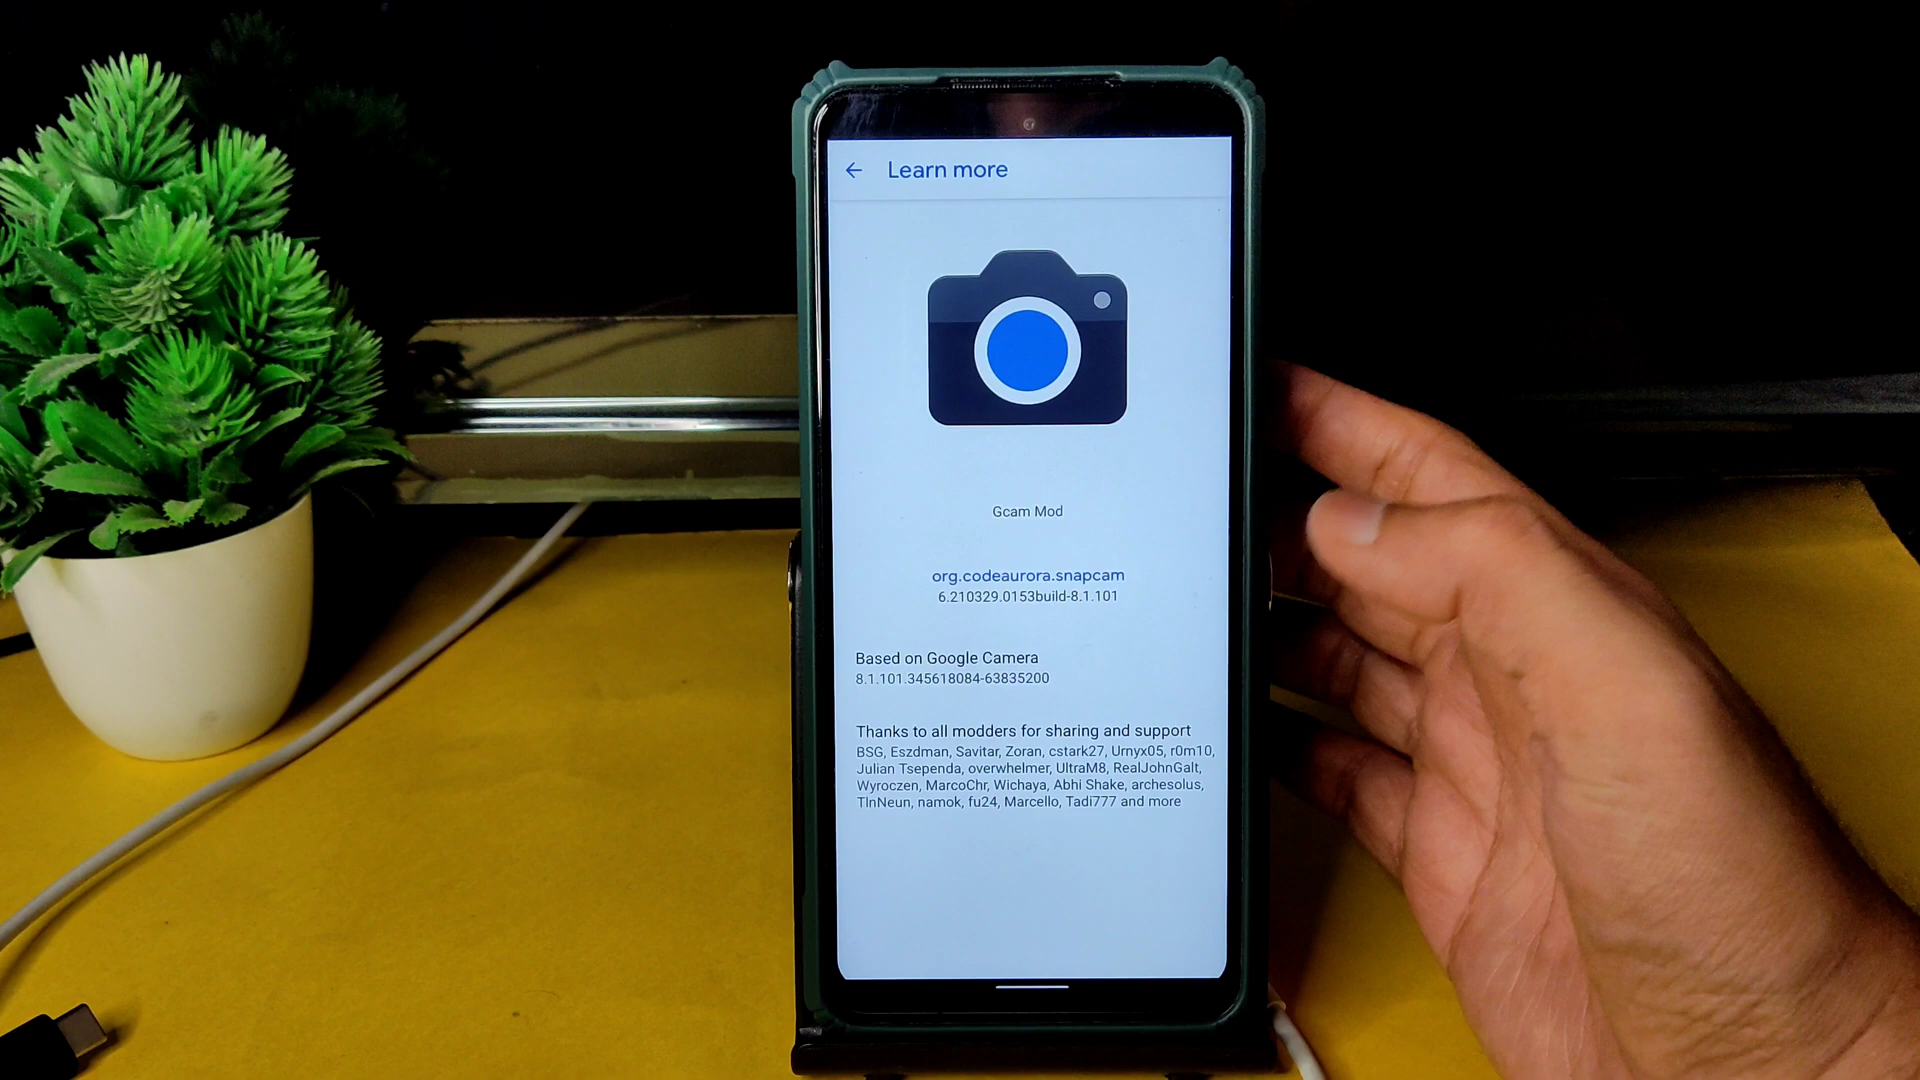 Learn more
Gcam Mod
org.codeaurora.snapcam
6.210329.0153build-8.1.101
Based on Google Camera
8.1.101.345618084-63835200
Thanks to all modders for sharing and support
BSG, Eszdman, Savitar, Zoran, cstark27, Urnyx05, r0m10,
Julian Tsependa, overwhelmer, UltraM8, RealJohnGalt,
Wyroczen, MarcoChr, Wichaya, Abhi Shake, archesolus,
TlnNeun, namok, fu24, Marcello, Tadi777 and more